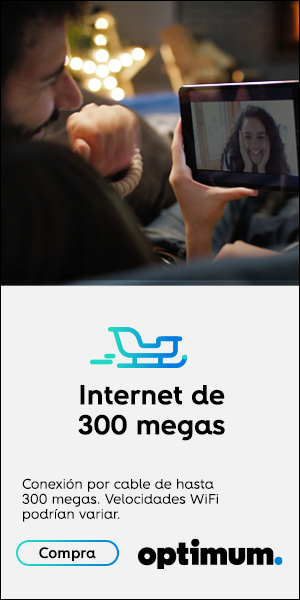 Internet de
300 megas
Conexión por cable de hasta
300 megas. Velocidades WiFi
podrían variar.
Compra
optimum.